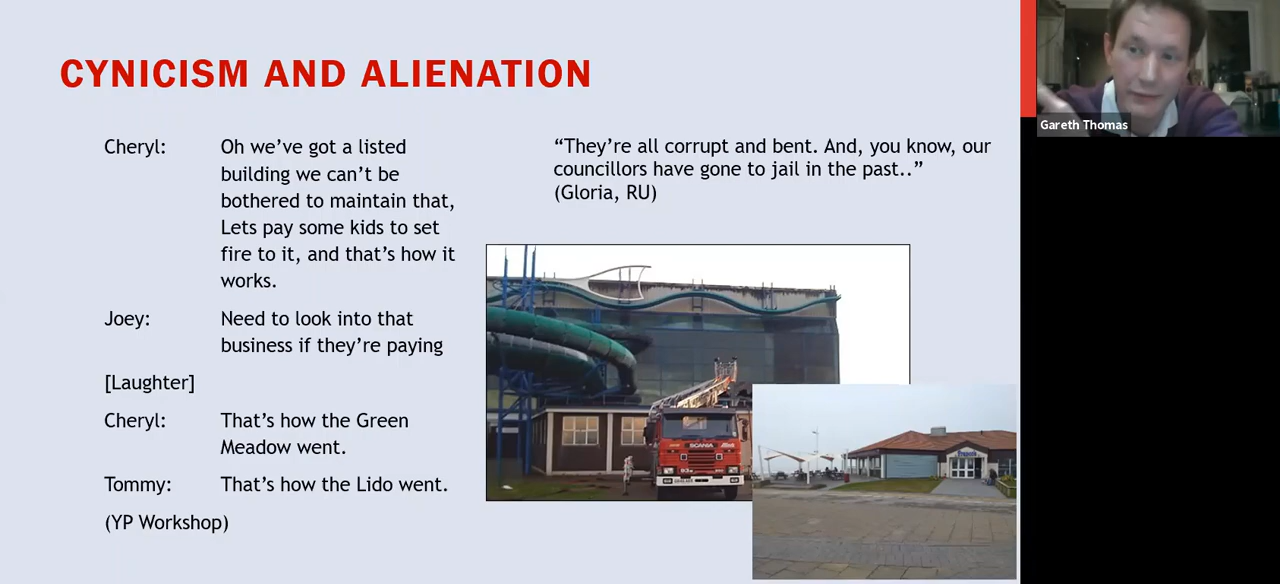 CYNICISM AND ALIENATION
Cheryl: Oh we’ve got a listed
building we can’t be
bothered to maintain that,
Lets pay some kids to set
fire to it, and that’s how it
works.
Joey: Need to look into that
business if they’re paying
[Laughter]
Cheryl: That’s how the Green
Meadow went.
Tommy: That’s how the Lido went.
(YP Workshop)
“They’re all corrupt and bent. And, you know, our
councillors have gone to jail in the past..”
(Gloria, RU)
SCANIA
Gareth Thomas